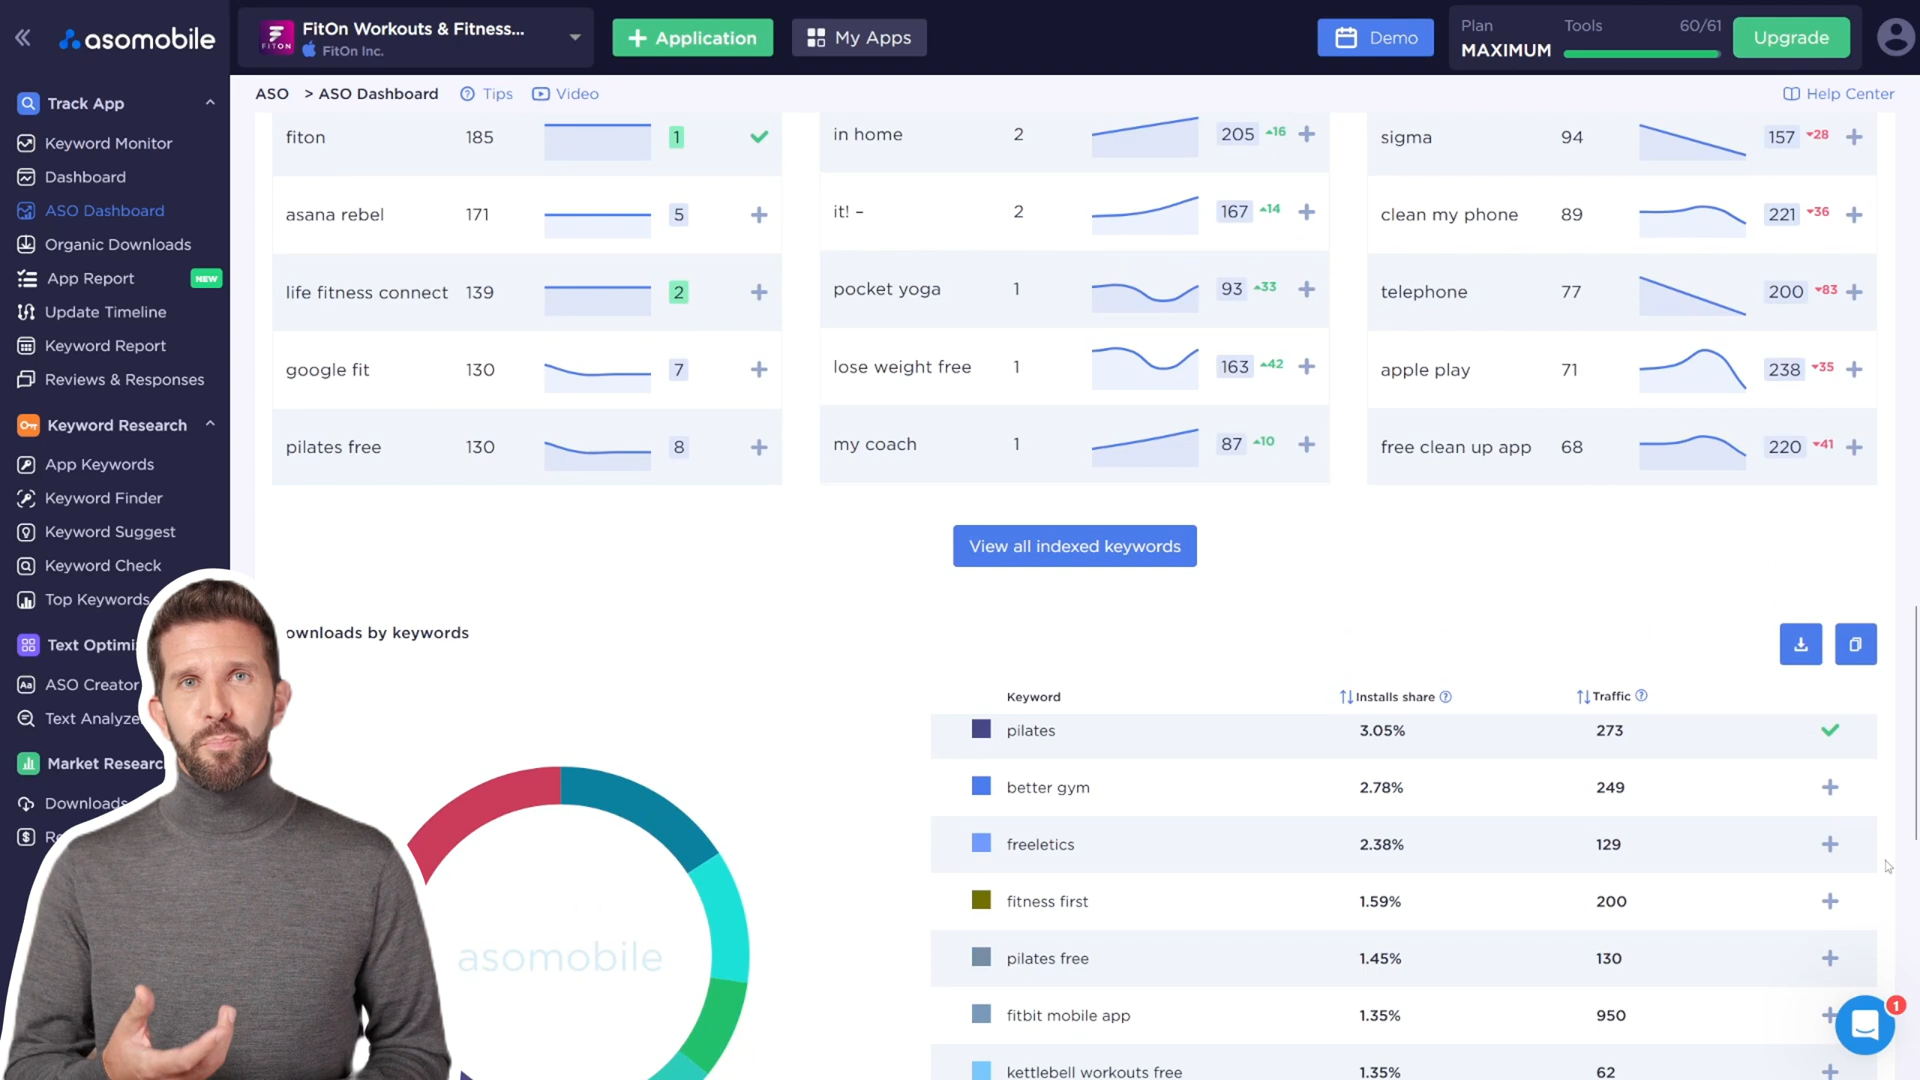 asomobile
FitOn Workouts & Fitness...
FitOn Inc.
FITON
+ Application
My Apps
Demo
Plan
MAXIMUM
Tools
60/61
Upgrade
ASO > ASO Dashboard
Tips
Video
Help Center
Track App
Keyword Monitor
Dashboard
ASO Dashboard
Organic Downloads
App Report NEW
Update Timeline
Keyword Report
Reviews & Responses
Keyword Research
App Keywords
Keyword Finder
Keyword Suggest
Keyword Check
Top Keywords
Text Optimi
Aa ASO Creator
Text Analyze
Market Researc
Downloads
$ Re
fiton 185 1
asana rebel 171 5
life fitness connect 139 2
google fit 130 7
pilates free 130 8
in home 2 205 16
it! – 2 167 14
pocket yoga 1 93 33
lose weight free 1 163 42
my coach 1 87 10
sigma 94 157 28
clean my phone 89 221 36
telephone 77 200 83
apple play 71 238 35
free clean up app 68 220 41
View all indexed keywords
ownloads by keywords
asomobile
Keyword Installs share Traffic
pilates 3.05% 273
better gym 2.78% 249
freeletics 2.38% 129
fitness first 1.59% 200
pilates free 1.45% 130
fitbit mobile app 1.35% 950
kettlebell workouts free 1.35% 62
1